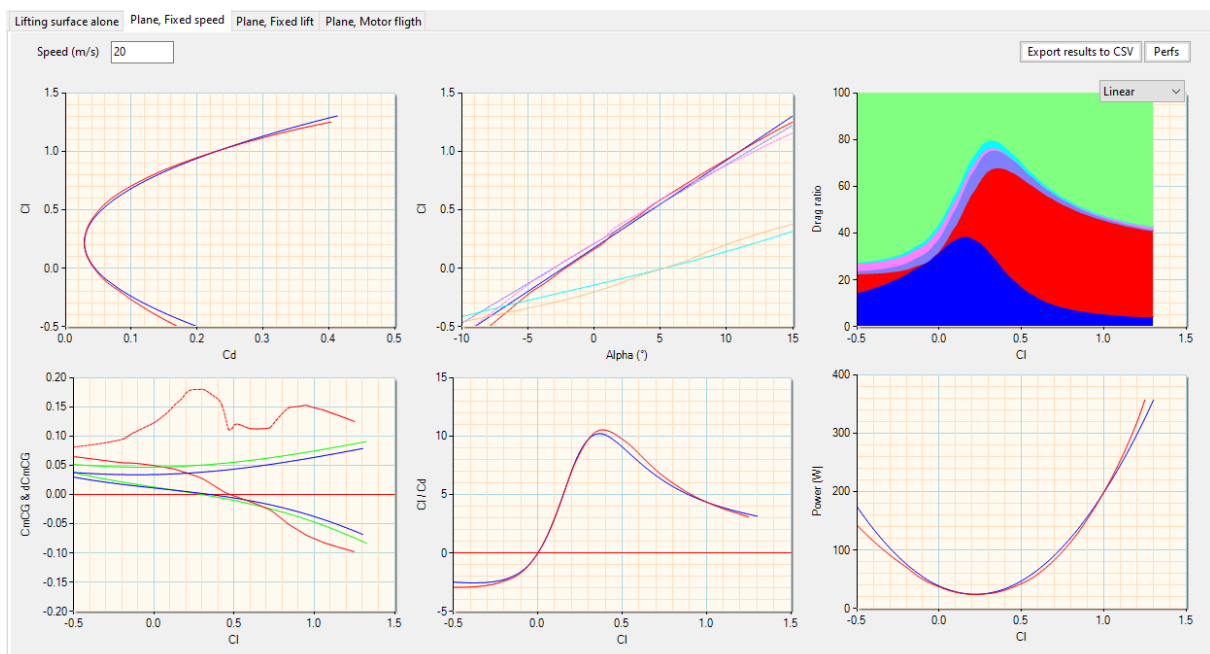 Lifting surface alone Plane, Fixed speed Plane, Fixed lift Plane, Motor fligth
Speed (m/s) 20 Export results to CSV Perfs
Linear
1.5
1.0
0.5
0.0
-0.5
Cl
0.0 0.1 0.2 0.3 0.4 0.5
Cd
1.5
1.0
0.5
0.0
-0.5
Cl
-10 -5 0 5 10 15
Alpha (°)
100
80
60
40
20
0
Drag ratio
-0.5 0.0 0.5 1.0 1.5
Cl
0.20
0.15
0.10
0.05
0.00
-0.05
-0.10
-0.15
-0.20
CmCG & dCmCG
-0.5 0.0 0.5 1.0 1.5
Cl
15
10
5
0
-5
Cl / Cd
-0.5 0.0 0.5 1.0 1.5
Cl
400
300
200
100
0
Power [W]
-0.5 0.0 0.5 1.0 1.5
Cl